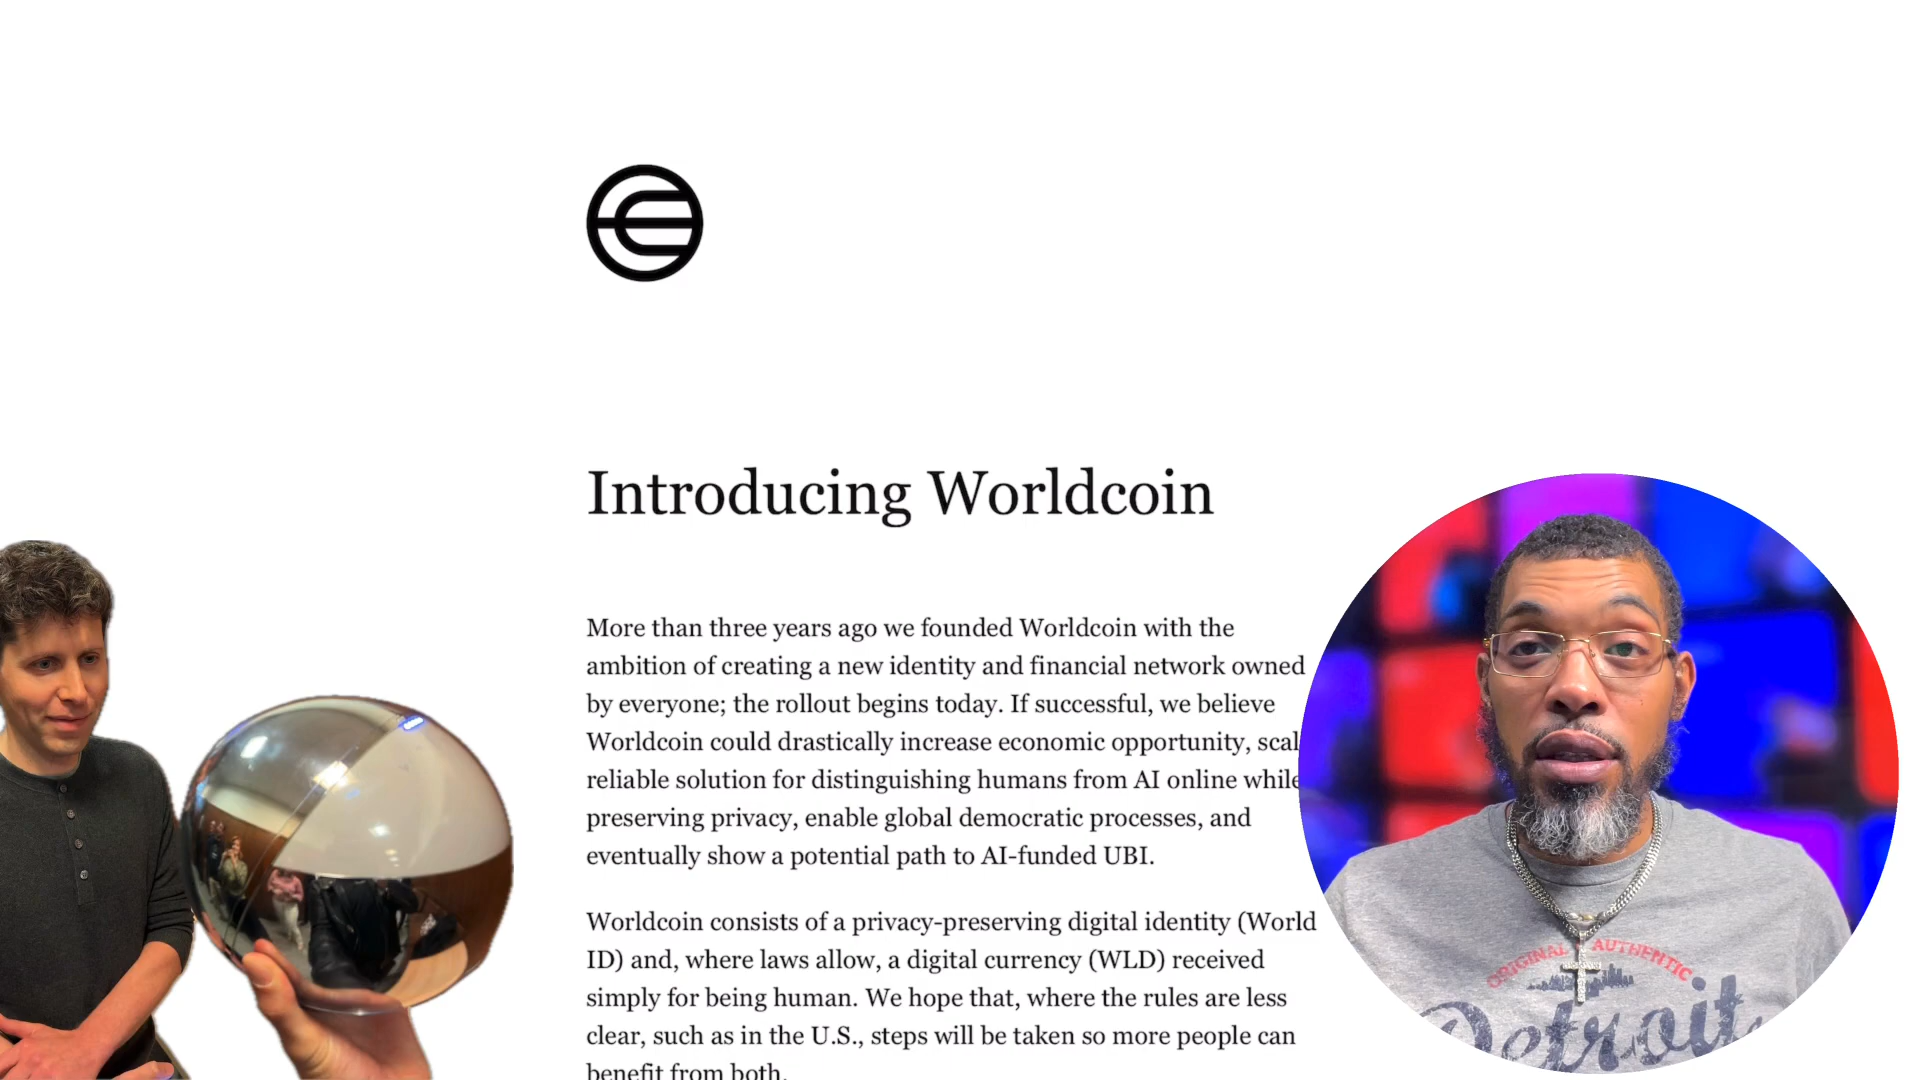 Introducing Worldcoin
More than three years ago we founded Worldcoin with the
ambition of creating a new identity and financial network owned
by everyone; the rollout begins today. If successful, we believe
Worldcoin could drastically increase economic opportunity, scal
reliable solution for distinguishing humans from AI online while
preserving privacy, enable global democratic processes, and
eventually show a potential path to AI-funded UBI.
Worldcoin consists of a privacy-preserving digital identity (World
ID) and, where laws allow, a digital currency (WLD) received
simply for being human. We hope that, where the rules are less
clear, such as in the U.S., steps will be taken so more people can
benefit from both.
ORIGINAL AUTHENTIC
Detroit